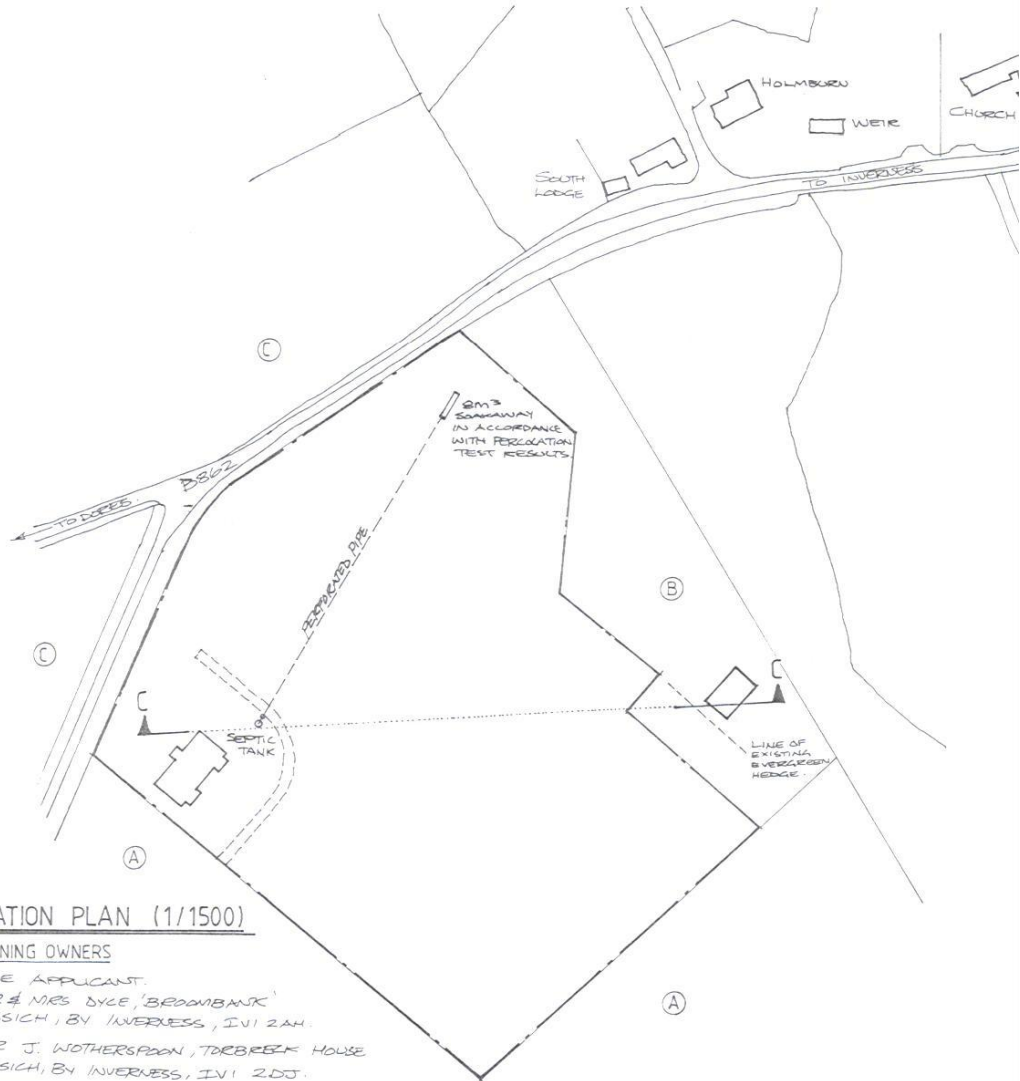 HOLMBURN
WEIR
CHURCH
SOUTH
LODGE
TO INVERNESS
C
8M³
SOAKAWAY
IN ACCORDANCE
WITH PERCOLATION
TEST RESULTS.
B862
TO DORES.
PERFORATED PIPE
B
C
C
C
SEPTIC
TANK
LINE OF
EXISTING
EVERGREEN
HEDGE.
A
ATION PLAN (1/1500)
NING OWNERS
E APPLICANT.
R & MRS DYCE, 'BROOMBANK'
SICH, BY INVERNESS, IV1 2AH.
A
R J. WOTHERSPOON, TORBRECK HOUSE
SICH, BY INVERNESS, IV1 2DJ.